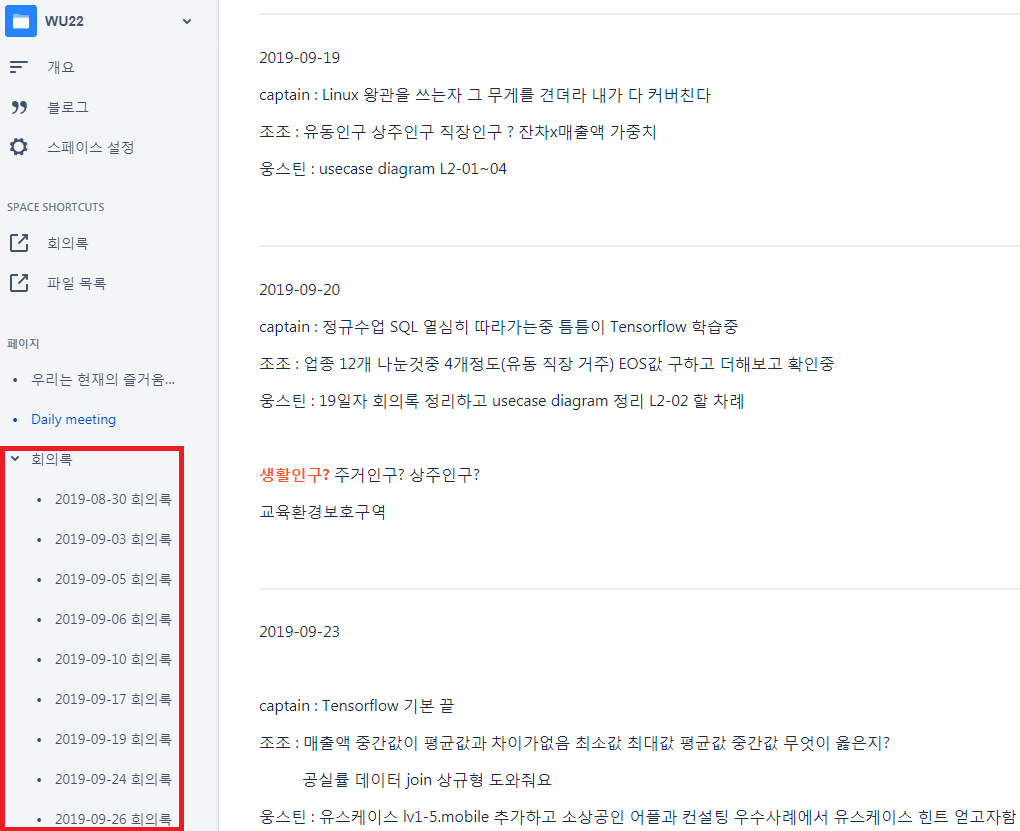 WU22
개요
블로그
스페이스 설정
SPACE SHORTCUTS
회의록
파일 목록
페이지
우리는 현재의 즐거움...
Daily meeting
회의록
2019-08-30 회의록
2019-09-03 회의록
2019-09-05 회의록
2019-09-06 회의록
2019-09-10 회의록
2019-09-17 회의록
2019-09-19 회의록
2019-09-24 회의록
2019-09-26 회의록
2019-09-19
captain : Linux 왕관을 쓰는자 그 무게를 견뎌라 내가 다 커버친다
조조 : 유동인구 상주인구 직장인구 ? 잔차x매출액 가중치
웅스틴 : usecase diagram L2-01~04
2019-09-20
captain : 정규수업 SQL 열심히 따라가는중 틈틈이 Tensorflow 학습중
조조 : 업종 12개 나눈것중 4개정도(유동 직장 거주) EOS값 구하고 더해보고 확인중
웅스틴 : 19일자 회의록 정리하고 usecase diagram 정리 L2-02 할 차례
생활인구? 주거인구? 상주인구?
교육환경보호구역
2019-09-23
captain : Tensorflow 기본 끝
조조 : 매출액 중간값이 평균값과 차이가없음 최소값 최대값 평균값 중간값 무엇이 옳은지?
공실률 데이터 join 상규형 도와줘요
웅스틴 : 유스케이스 lv1-5.mobile 추가하고 소상공인 어플과 컨설팅 우수사례에서 유스케이스 힌트 얻고자함